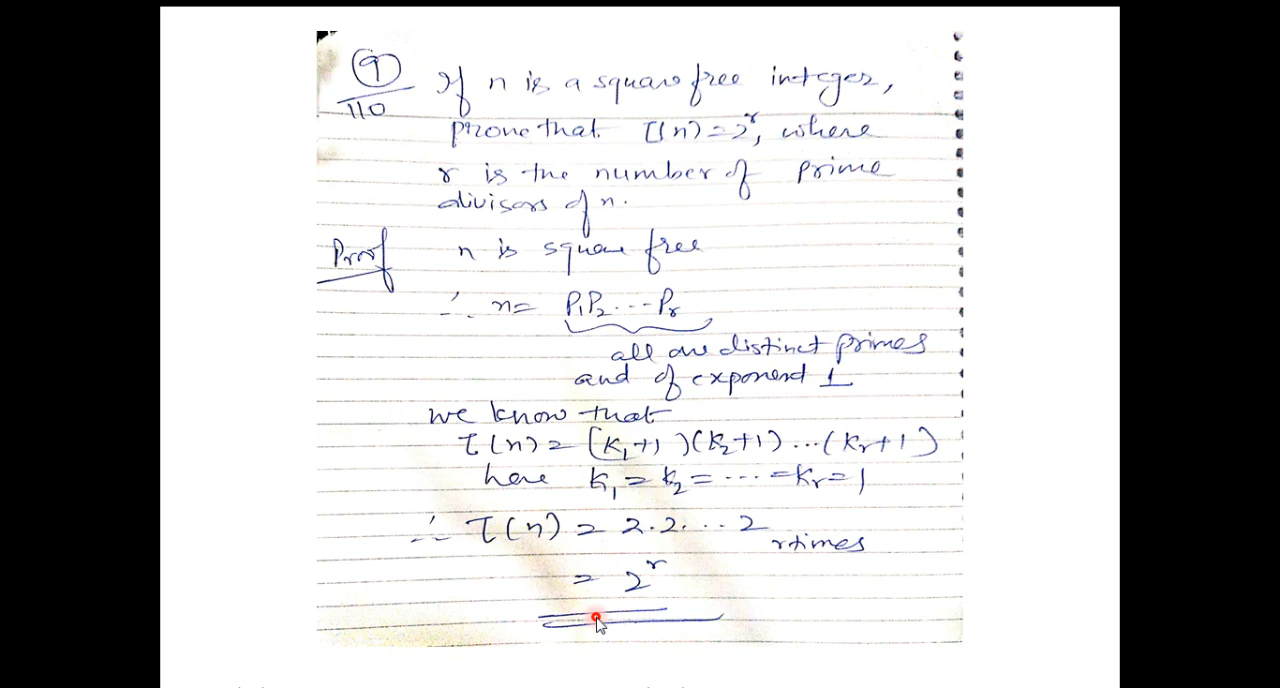 9/110 If n is a square free integer,
prove that τ(n) = 2^r, where
r is the number of prime
divisors of n.
Proof n is square free
∴ n = P₁P₂...Pᵣ
all are distinct primes
and of exponent 1
we know that
τ(n) = (k₁+1)(k₂+1)...(kᵣ+1)
here k₁ = k₂ = ... = kᵣ = 1
∴ τ(n) = 2.2...2 r times
= 2^r